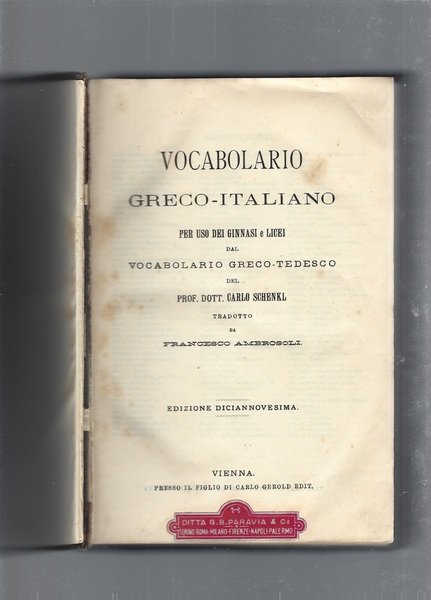 VOCABOLARIO
GRECO-ITALIANO
PER USO DEI GINNASI e LICEI
DAL
VOCABOLARIO GRECO-TEDESCO
DEL
PROF. DOTT. CARLO SCHENKL
TRADOTTO
DA
FRANCESCO AMBROSOLI.
EDIZIONE DICIANNOVESIMA.
VIENNA.
PRESSO IL FIGLIO DI CARLO GEROLD EDIT.
DITTA G. B. PARAVIA & Cª
TORINO-ROMA-MILANO-FIRENZE-NAPOLI-PALERMO